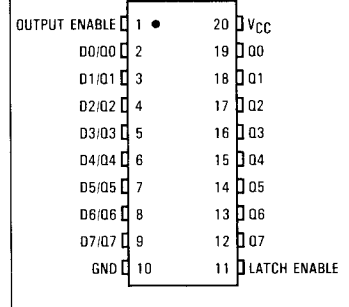 OUTPUT ENABLE 1 20 VCC
D0/Q0 2 19 Q0
D1/Q1 3 18 Q1
D2/Q2 4 17 Q2
D3/Q3 5 16 Q3
D4/Q4 6 15 Q4
D5/Q5 7 14 Q5
D6/Q6 8 13 Q6
D7/Q7 9 12 Q7
GND 10 11 LATCH ENABLE